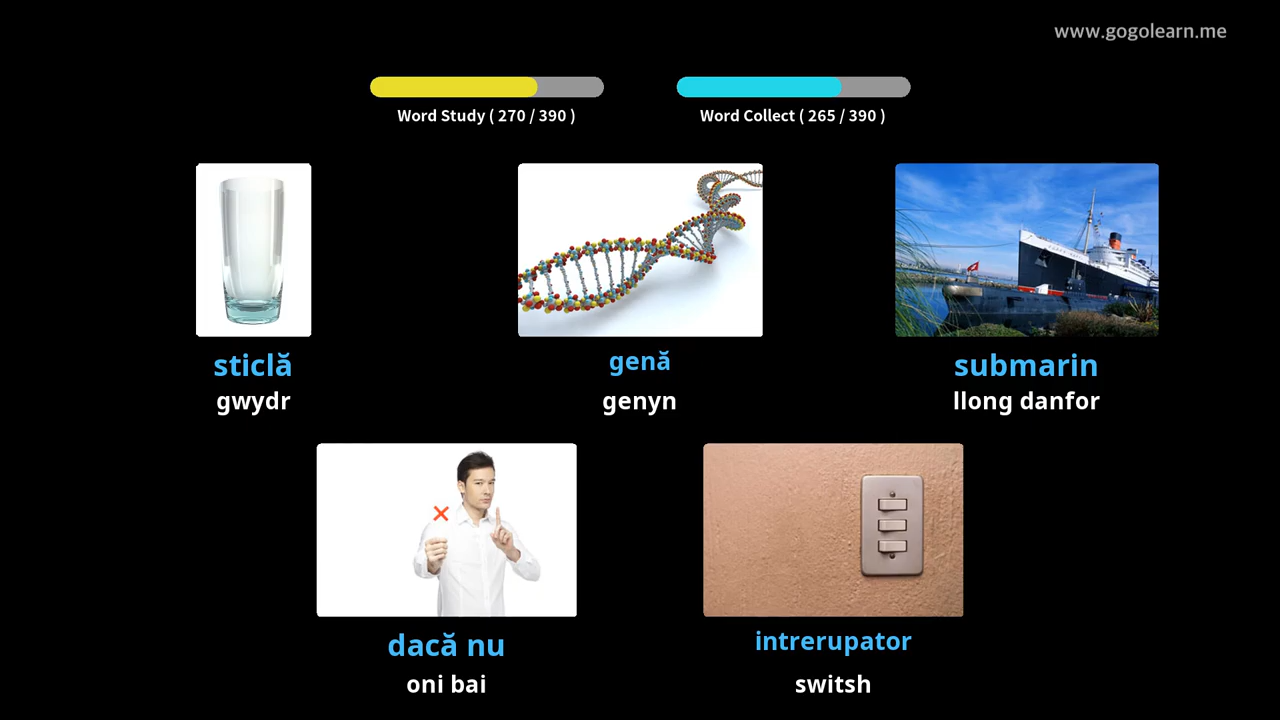 www.gogolearn.me
Word Study ( 270 / 390 )
Word Collect ( 265 / 390 )
sticlă
gwydr
genă
genyn
submarin
llong danfor
dacă nu
oni bai
intrerupator
switsh